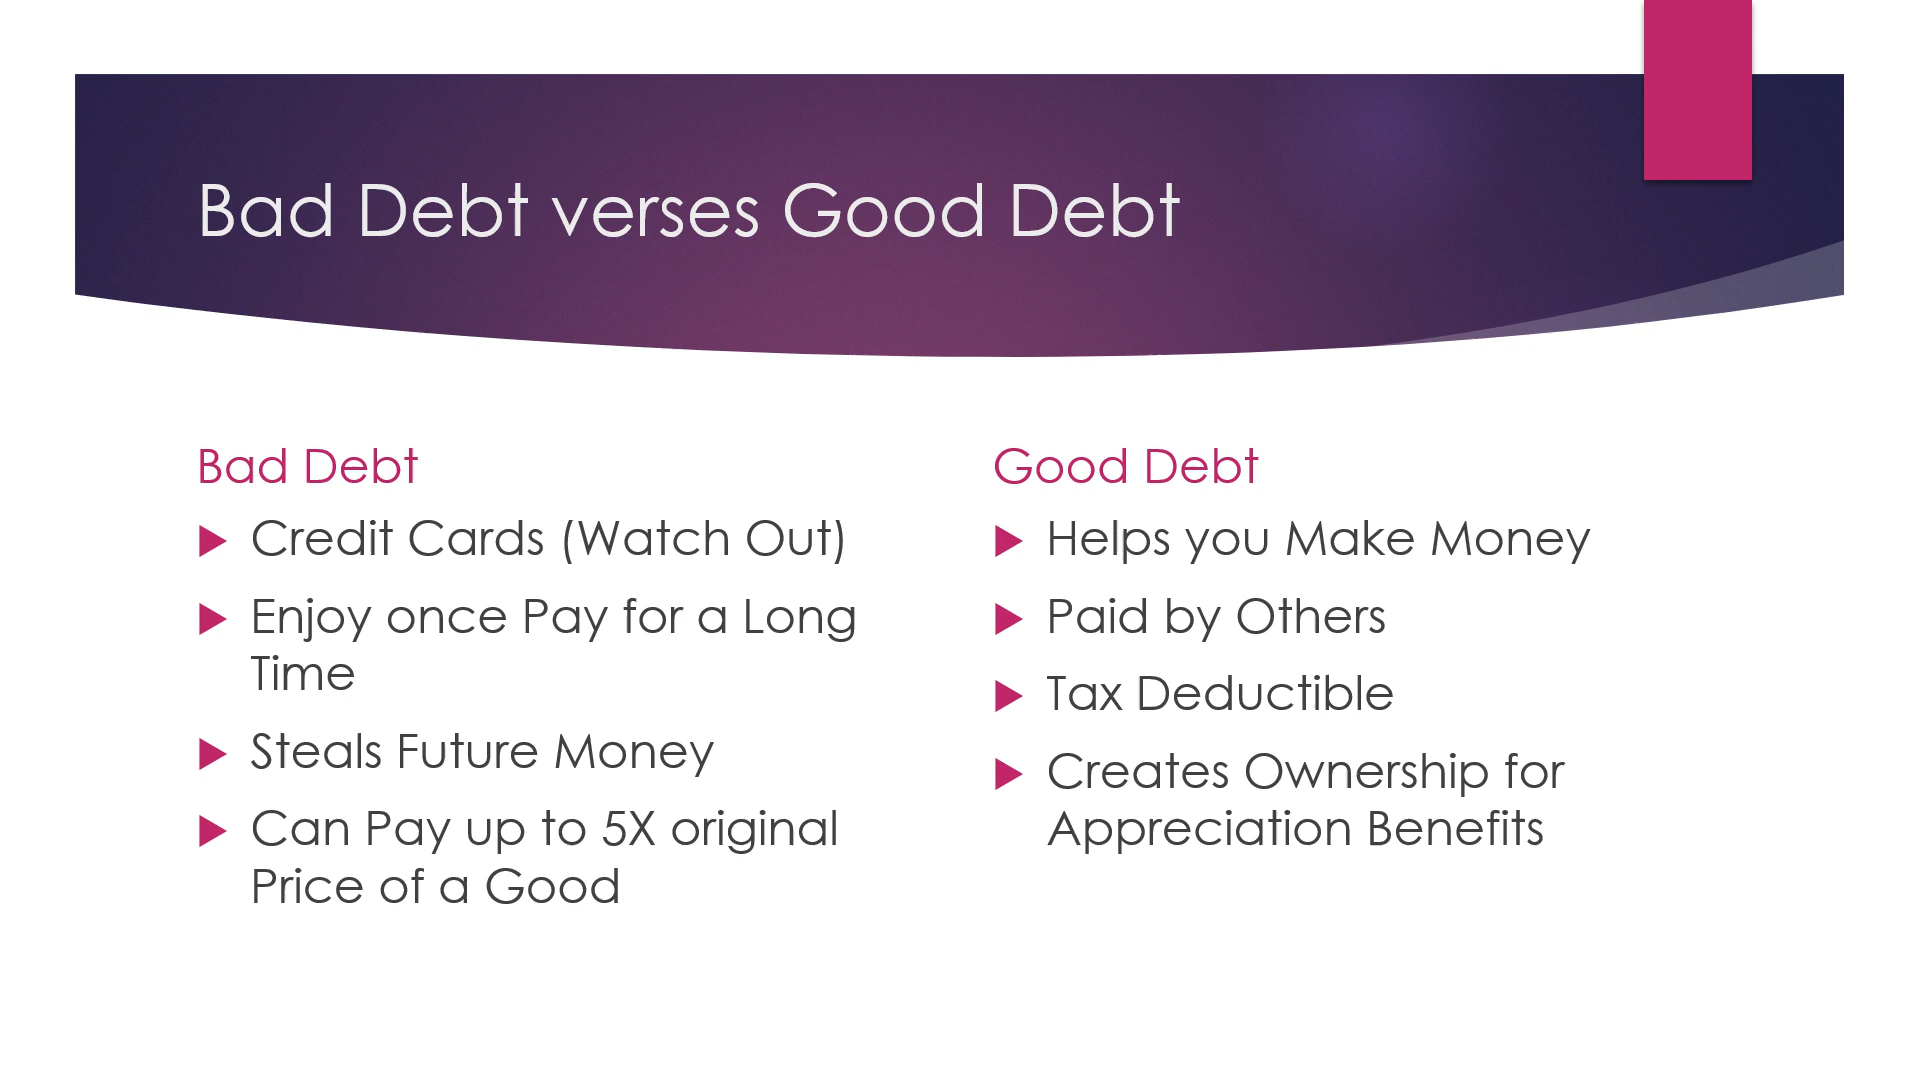 Bad Debt verses Good Debt
Bad Debt
Credit Cards (Watch Out)
Enjoy once Pay for a Long
Time
Steals Future Money
Can Pay up to 5X original
Price of a Good
Good Debt
Helps you Make Money
Paid by Others
Tax Deductible
Creates Ownership for
Appreciation Benefits